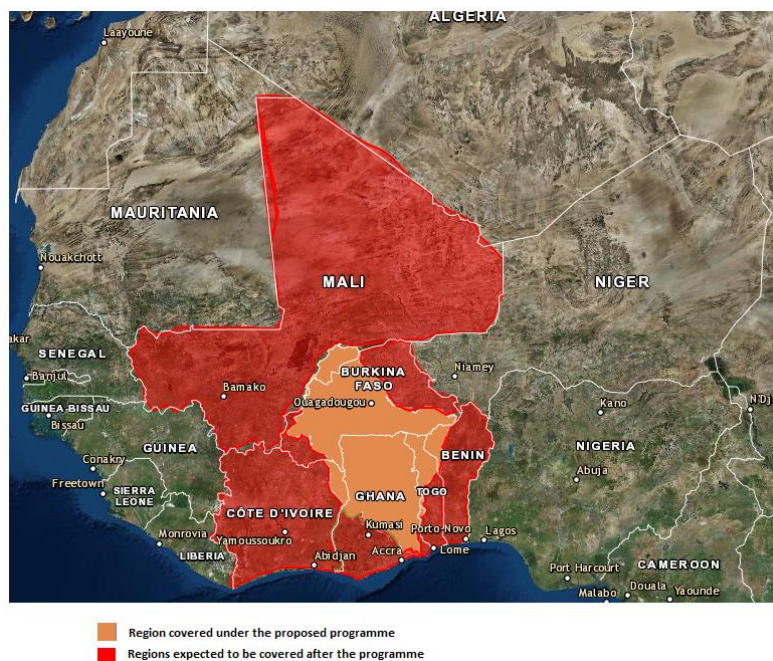 ALGERIA
Laayoune
MAURITANIA
Nouakchott
MALI
NIGER
akar
SENEGAL
Banjul
GUINEA-BISSAU
Bissau
Bamako
BURKINA
FASO
Ouagadougou
Niamey
Kano
N'Dj
GUINEA
Conakry
Freetown
SIERRA
LEONE
NIGERIA
Abuja
BENIN
TOGO
GHANA
Kumasi
CÔTE D'IVOIRE
Yamoussoukro
Monrovia
LIBERIA
Abidjan
Accra
Porto-Novo
Lome
Lagos
CAMEROON
Port Harcourt
Douala
Malabo
Yaounde
Region covered under the proposed programme
Regions expected to be covered after the programme